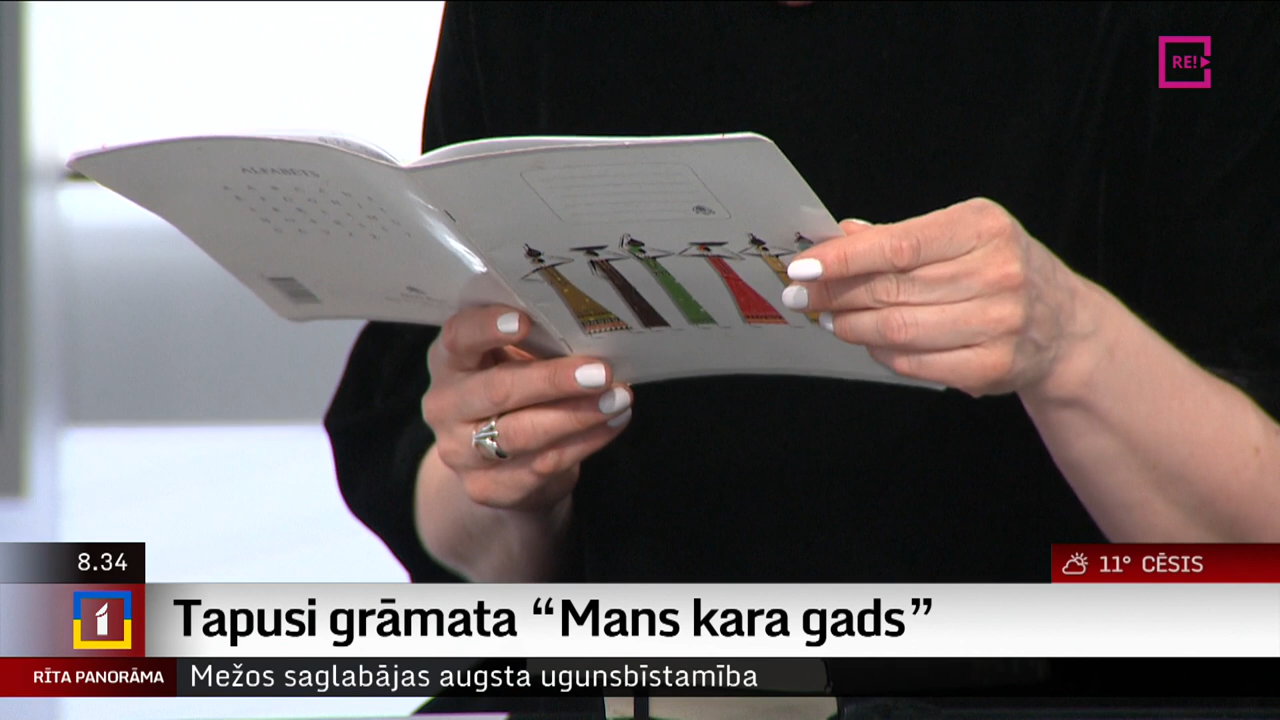 RE!
ALFABĒTS
8.34
11° CĒSIS
1
Tapusi grāmata “Mans kara gads”
RĪTA PANORĀMA
Mežos saglabājas augsta ugunsbīstamība